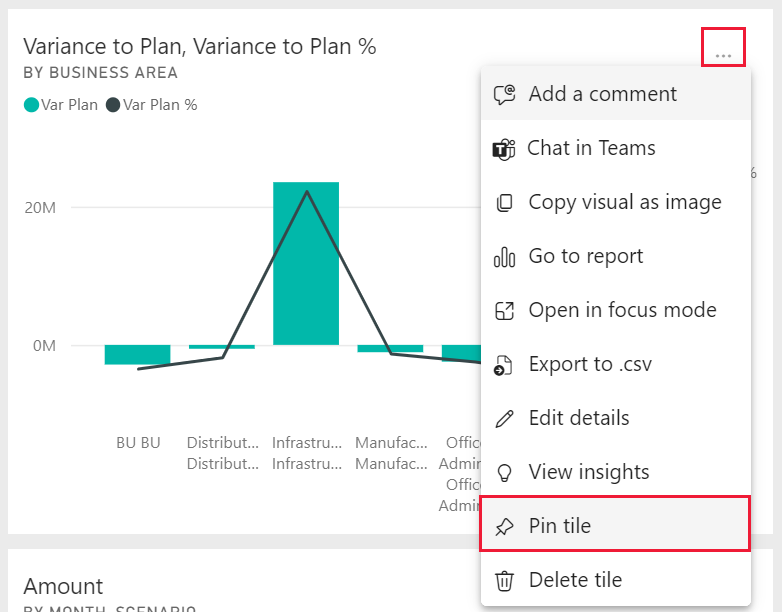 Variance to Plan, Variance to Plan %
BY BUSINESS AREA
...
Var Plan
Var Plan %
20M
0M
BU BU
Distribut...
Distribut...
Infrastru...
Infrastru...
Manufac...
Manufac...
Offic
Admin
Offic
Admin
%
Add a comment
Chat in Teams
Copy visual as image
Go to report
Open in focus mode
Export to .csv
Edit details
View insights
Pin tile
Delete tile
Amount
BY MONTH, SCENARIO